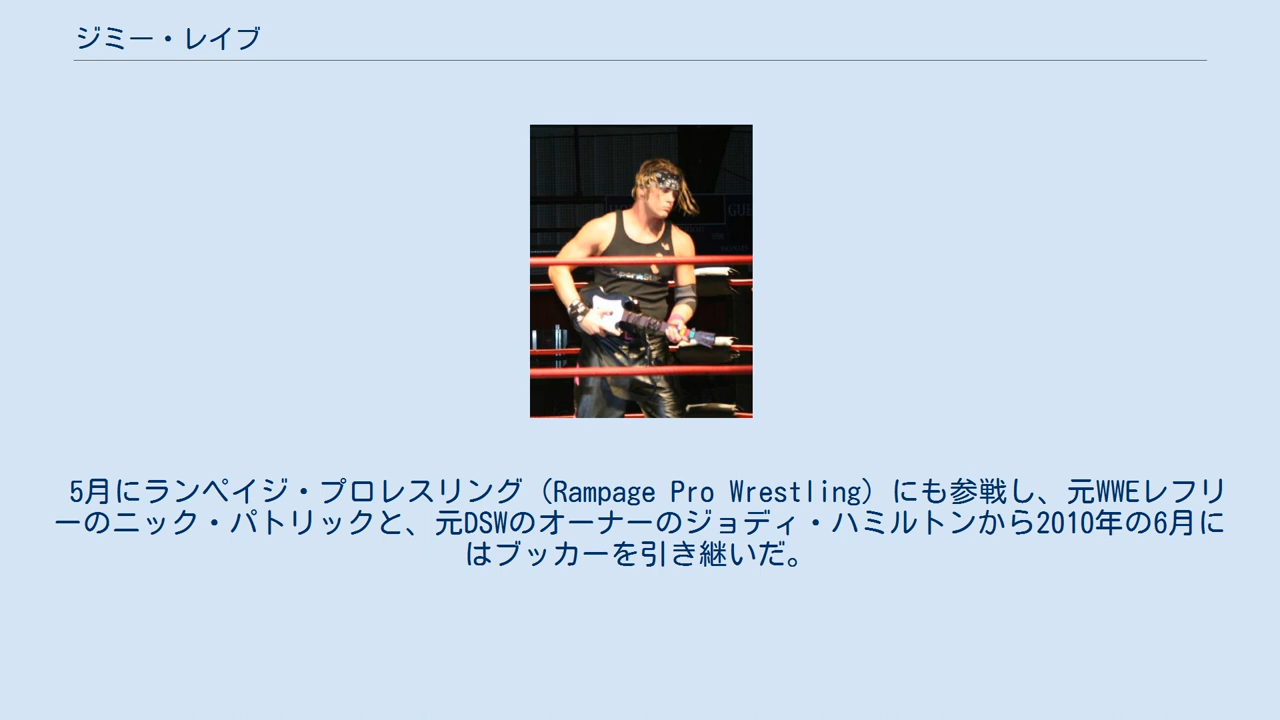 ジミー・レイブ
5月にランペイジ・プロレスリング（Rampage Pro Wrestling）にも参戦し、元WWEレフリ
ーのニック・パトリックと、元DSWのオーナーのジョディ・ハミルトンから2010年の6月に
はブッカーを引き継いだ。